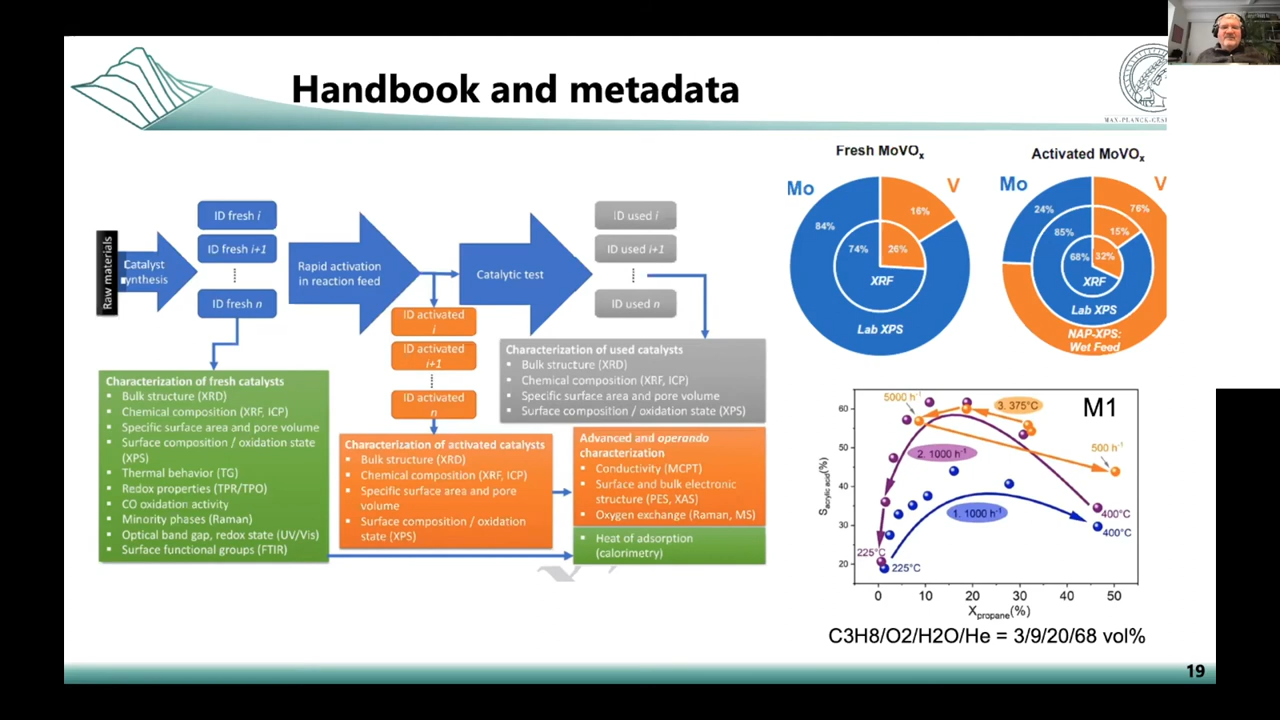 Handbook and metadata
MAX-PLANCK-GESELL
Raw materials
Catalyst
synthesis
ID fresh i
ID fresh i+1
ID fresh n
Rapid activation
in reaction feed
ID activated
i
ID activated
i+1
ID activated
n
Catalytic test
ID used i
ID used i+1
ID used n
Characterization of fresh catalysts
▪ Bulk structure (XRD)
▪ Chemical composition (XRF, ICP)
▪ Specific surface area and pore volume
▪ Surface composition / oxidation state
(XPS)
▪ Thermal behavior (TG)
▪ Redox properties (TPR/TPO)
▪ CO oxidation activity
▪ Minority phases (Raman)
▪ Optical band gap, redox state (UV/Vis)
▪ Surface functional groups (FTIR)
Characterization of activated catalysts
▪ Bulk structure (XRD)
▪ Chemical composition (XRF, ICP)
▪ Specific surface area and pore
volume
▪ Surface composition / oxidation
state (XPS)
Characterization of used catalysts
▪ Bulk structure (XRD)
▪ Chemical composition (XRF, ICP)
▪ Specific surface area and pore volume
▪ Surface composition / oxidation state (XPS)
Advanced and operando
characterization
▪ Conductivity (MCPT)
▪ Surface and bulk electronic
structure (PES, XAS)
▪ Oxygen exchange (Raman, MS)
▪ Heat of adsorption
(calorimetry)
Fresh MoVOx
Mo
V
84%
16%
74%
26%
XRF
Lab XPS
Activated MoVOx
Mo
V
24%
76%
85%
15%
68%
32%
XRF
Lab XPS
NAP-XPS:
Wet Feed
M1
5000 h-1
3. 375°C
500 h-1
2. 1000 h-1
1. 1000 h-1
400°C
400°C
225°C
225°C
Sacrylic acid(%)
60
50
40
30
20
0 10 20 30 40 50
Xpropane(%)
C3H8/O2/H2O/He = 3/9/20/68 vol%
19